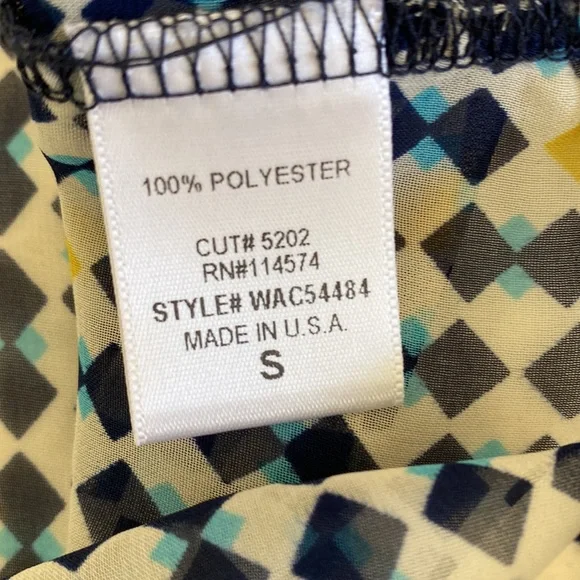 100% POLYESTER
CUT# 5202
RN#114574
STYLE# WAC54484
MADE IN U.S.A.
S